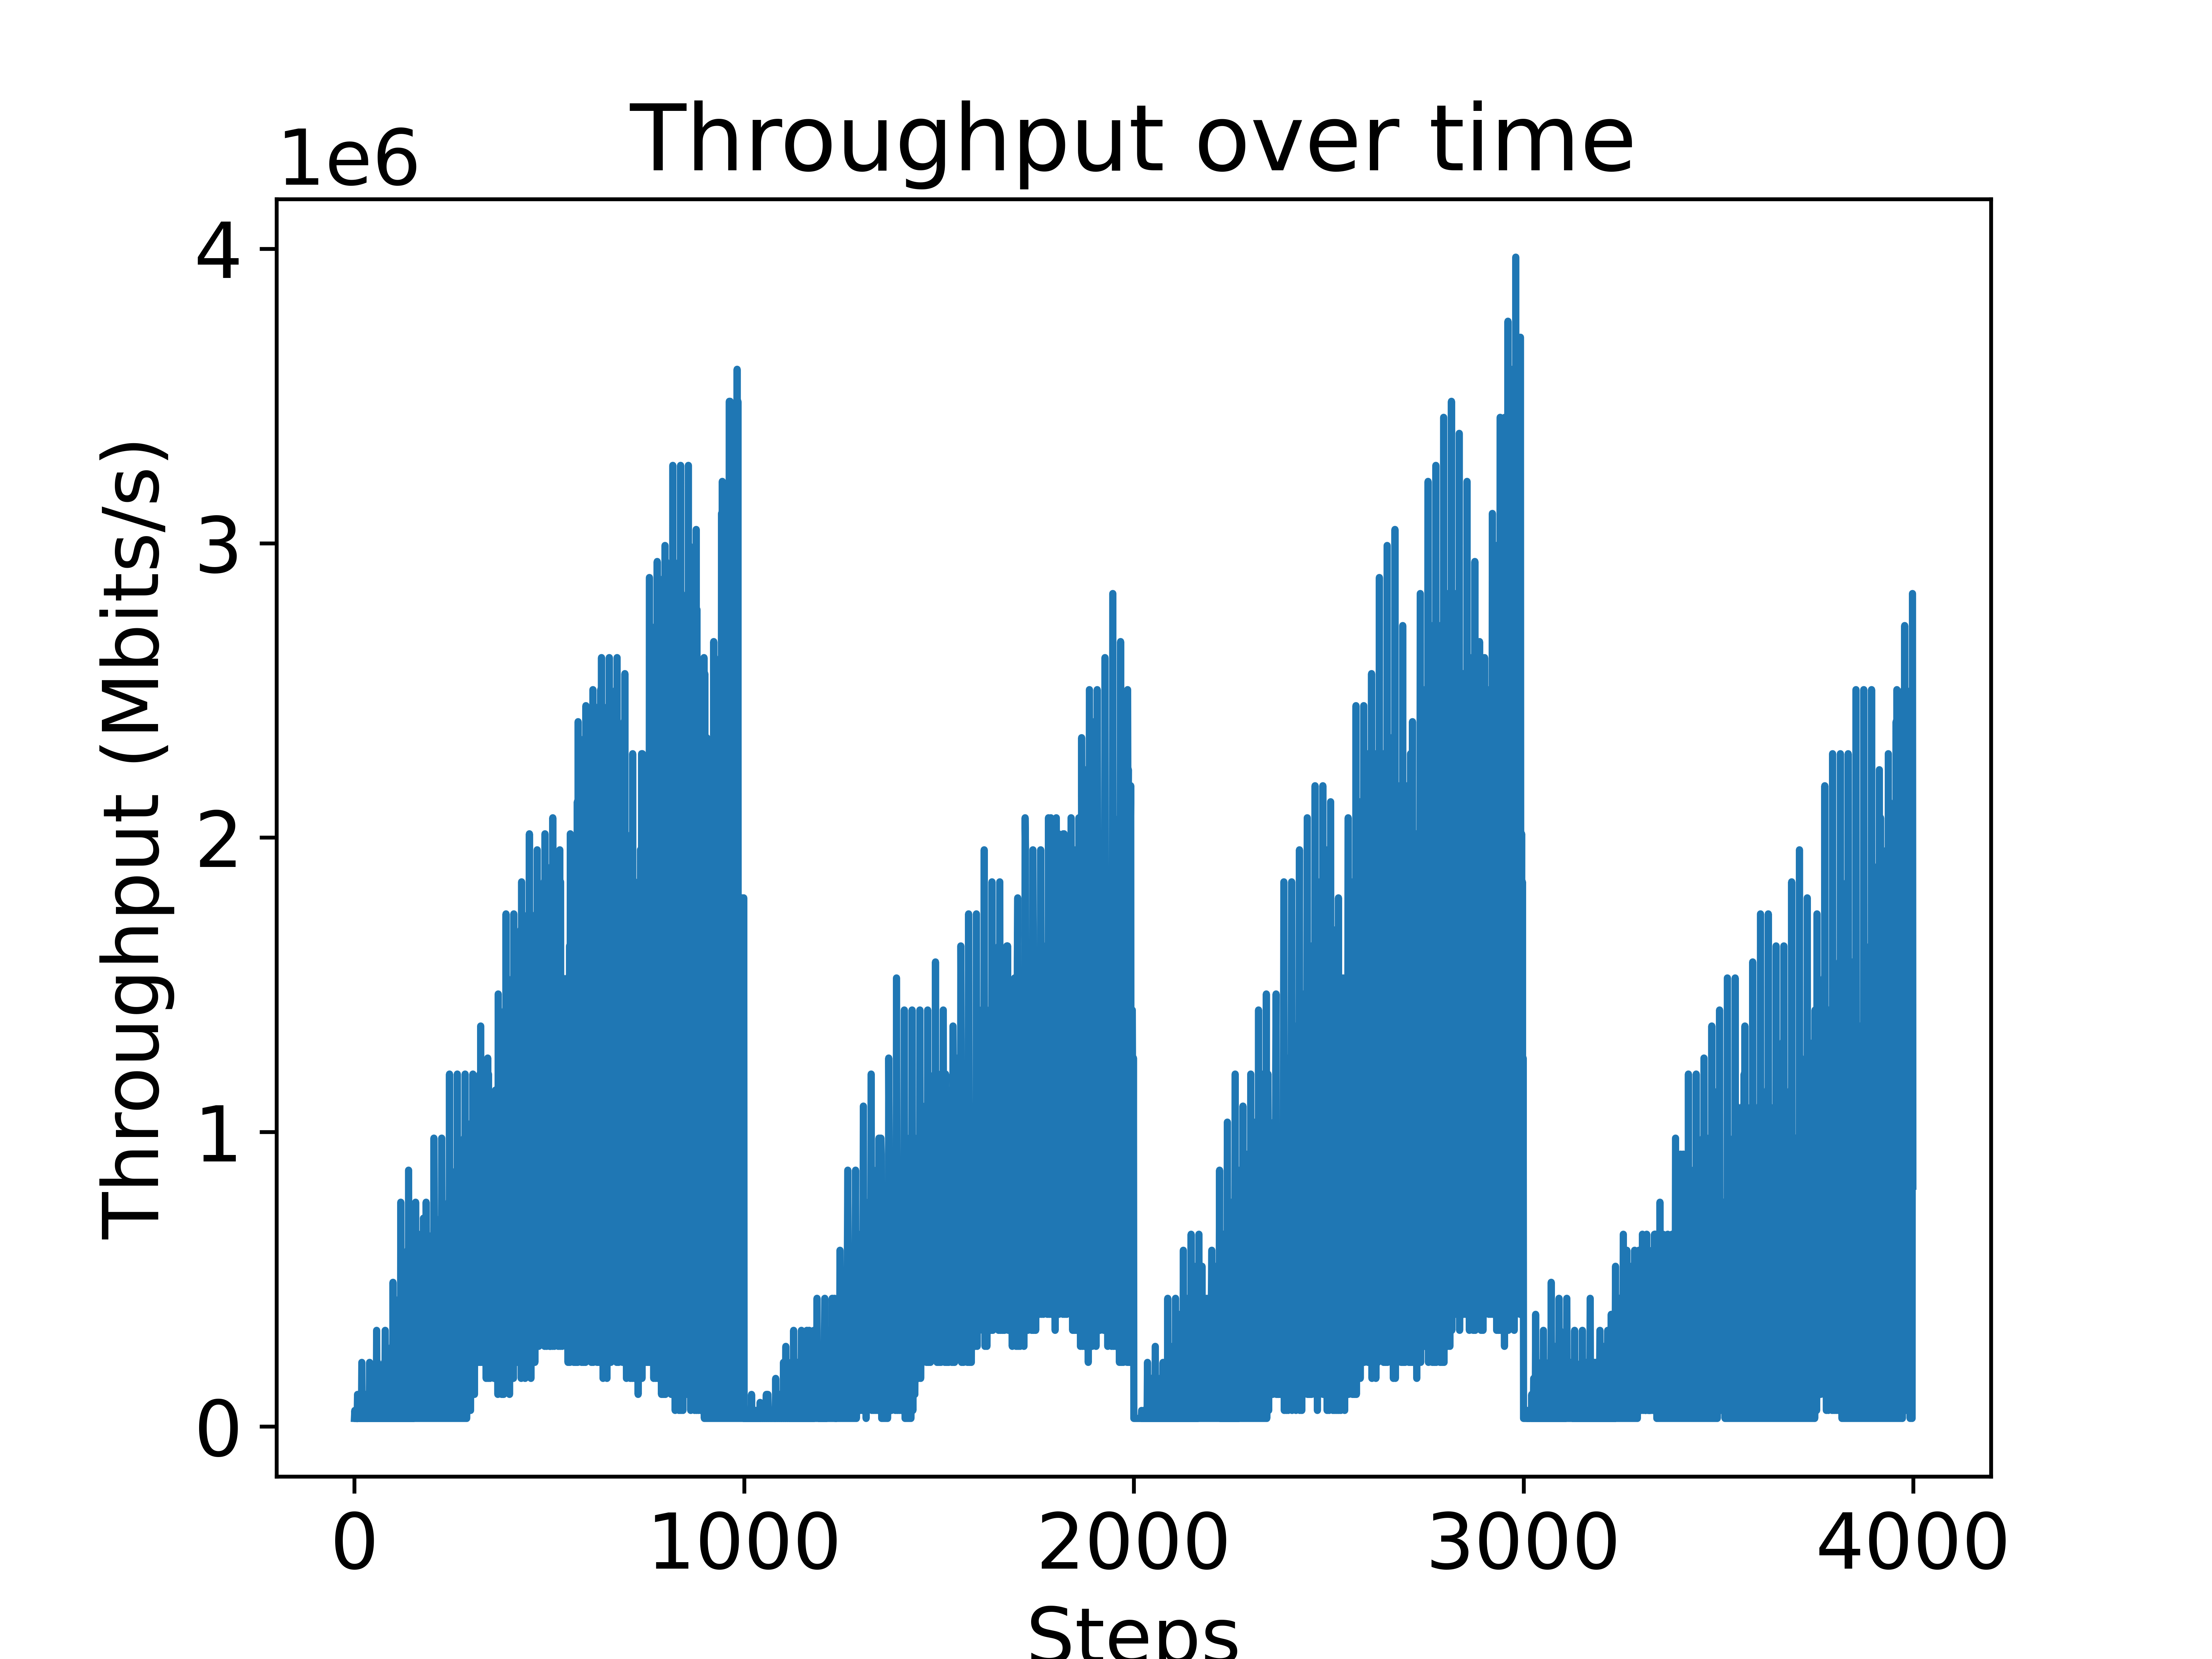 Throughput over time
1e6
4
3
2
1
0
Throughput (Mbits/s)
0 1000 2000 3000 4000
Steps